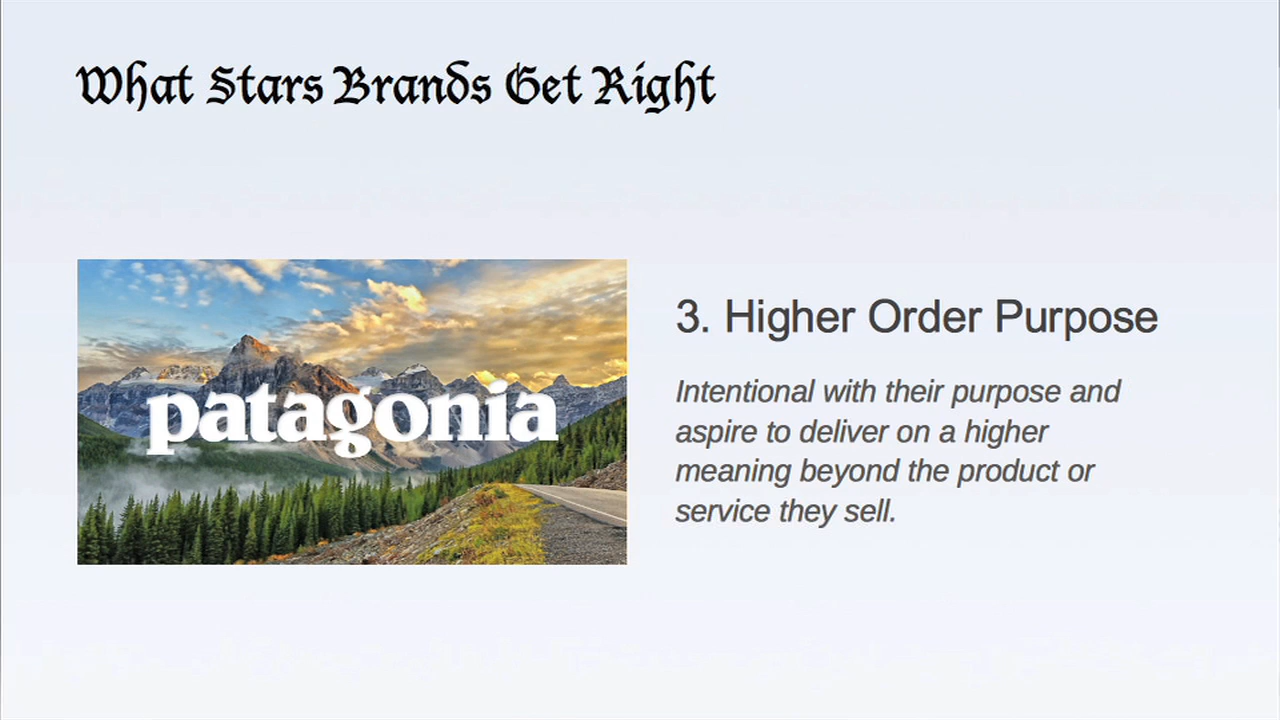 What Stars Brands Get Right
patagonia
3. Higher Order Purpose
Intentional with their purpose and
aspire to deliver on a higher
meaning beyond the product or
service they sell.